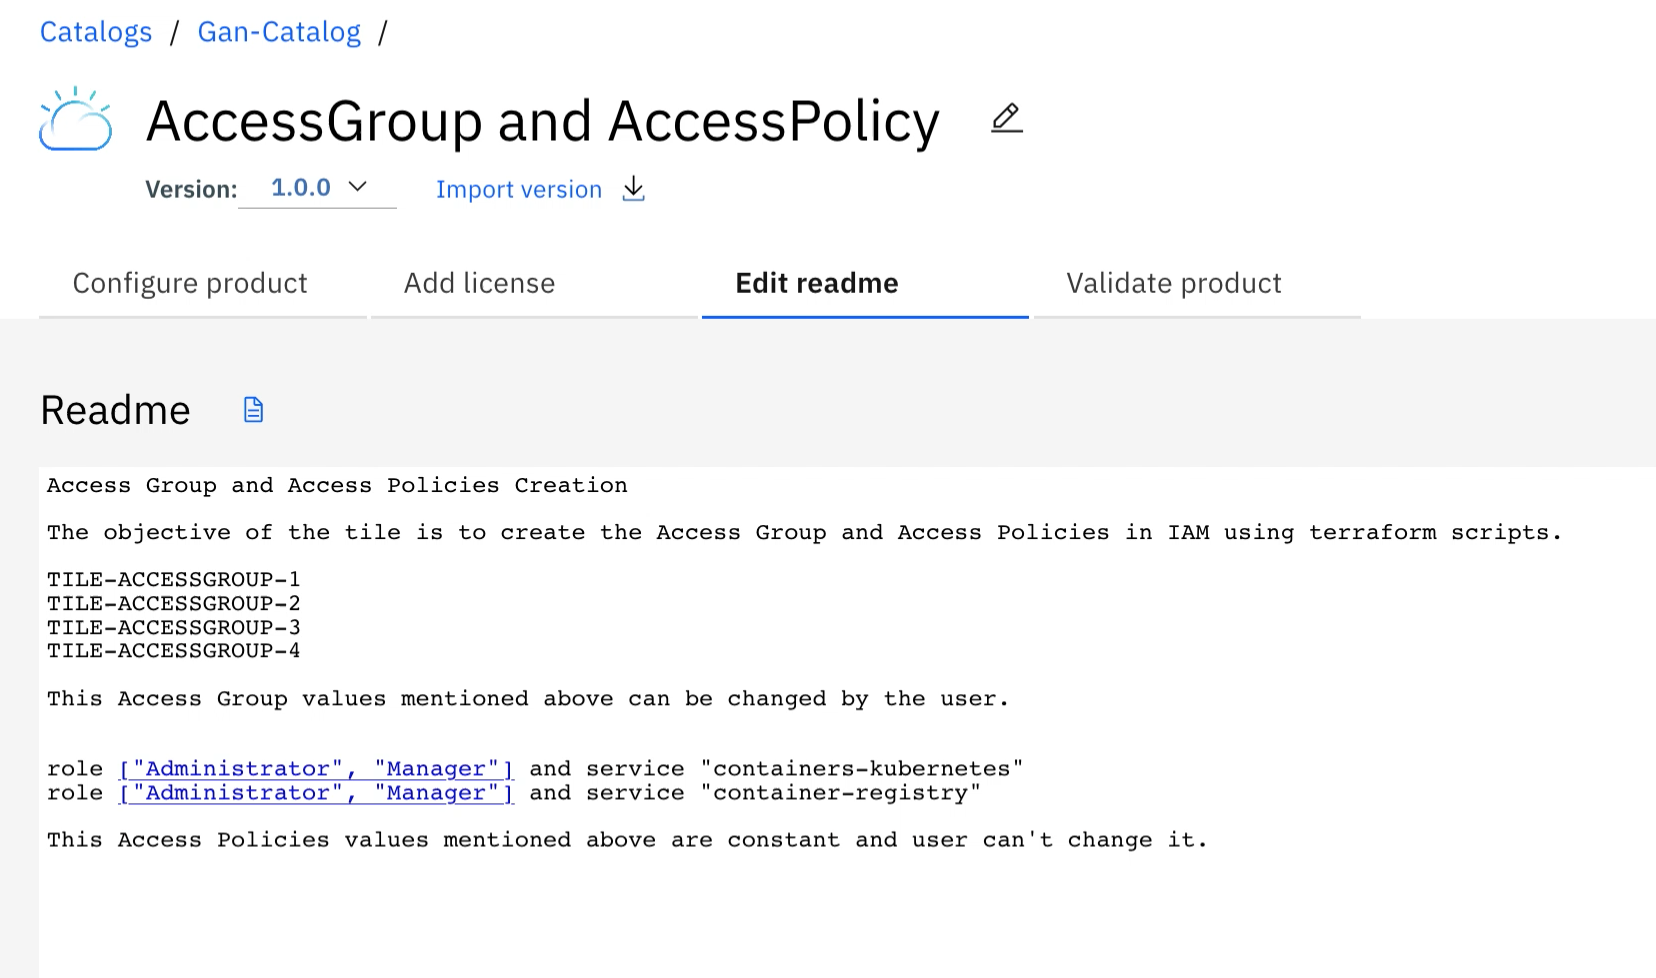 Catalogs / Gan-Catalog /
AccessGroup and AccessPolicy
Version: 1.0.0 Import version
Configure product Add license Edit readme Validate product
Readme
Access Group and Access Policies Creation
The objective of the tile is to create the Access Group and Access Policies in IAM using terraform scripts.
TILE-ACCESSGROUP-1
TILE-ACCESSGROUP-2
TILE-ACCESSGROUP-3
TILE-ACCESSGROUP-4
This Access Group values mentioned above can be changed by the user.
role ["Administrator", "Manager"] and service "containers-kubernetes"
role ["Administrator", "Manager"] and service "container-registry"
This Access Policies values mentioned above are constant and user can't change it.